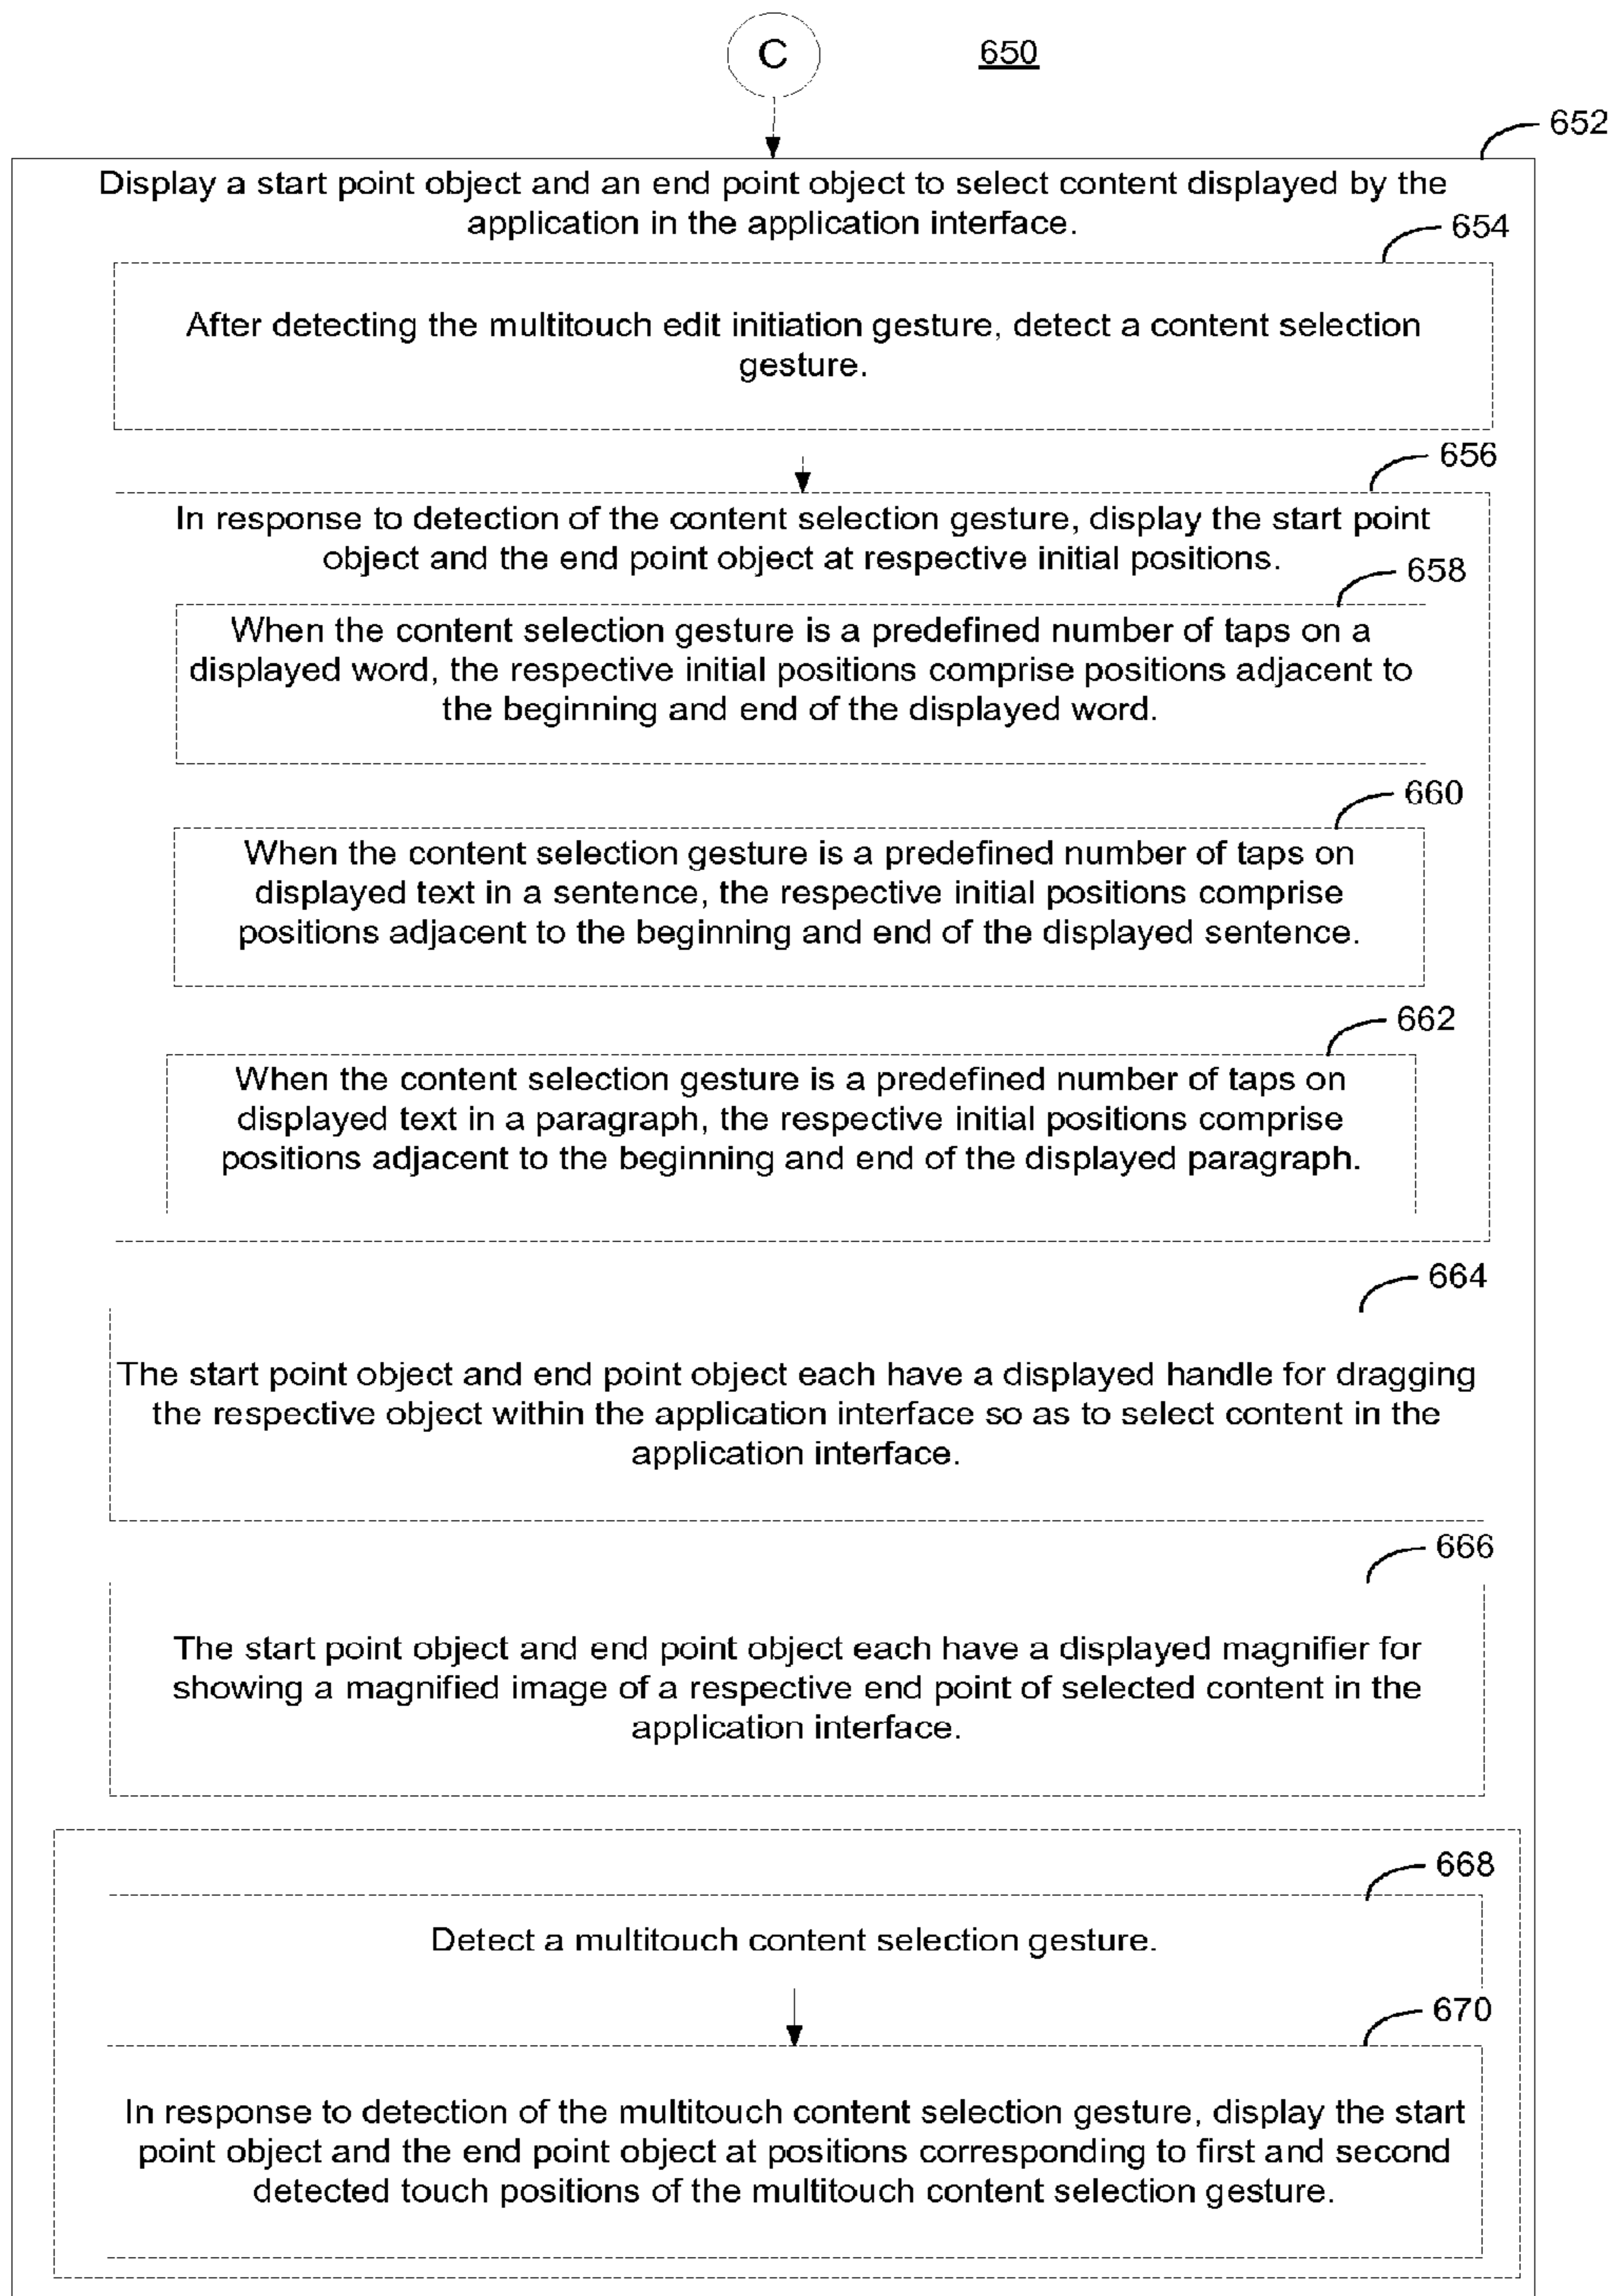 C
650
652
Display a start point object and an end point object to select content displayed by the
application in the application interface.
654
After detecting the multitouch edit initiation gesture, detect a content selection
gesture.
656
In response to detection of the content selection gesture, display the start point
object and the end point object at respective initial positions.
658
When the content selection gesture is a predefined number of taps on a
displayed word, the respective initial positions comprise positions adjacent to
the beginning and end of the displayed word.
660
When the content selection gesture is a predefined number of taps on
displayed text in a sentence, the respective initial positions comprise
positions adjacent to the beginning and end of the displayed sentence.
662
When the content selection gesture is a predefined number of taps on
displayed text in a paragraph, the respective initial positions comprise
positions adjacent to the beginning and end of the displayed paragraph.
664
The start point object and end point object each have a displayed handle for dragging
the respective object within the application interface so as to select content in the
application interface.
666
The start point object and end point object each have a displayed magnifier for
showing a magnified image of a respective end point of selected content in the
application interface.
668
Detect a multitouch content selection gesture.
670
In response to detection of the multitouch content selection gesture, display the start
point object and the end point object at positions corresponding to first and second
detected touch positions of the multitouch content selection gesture.